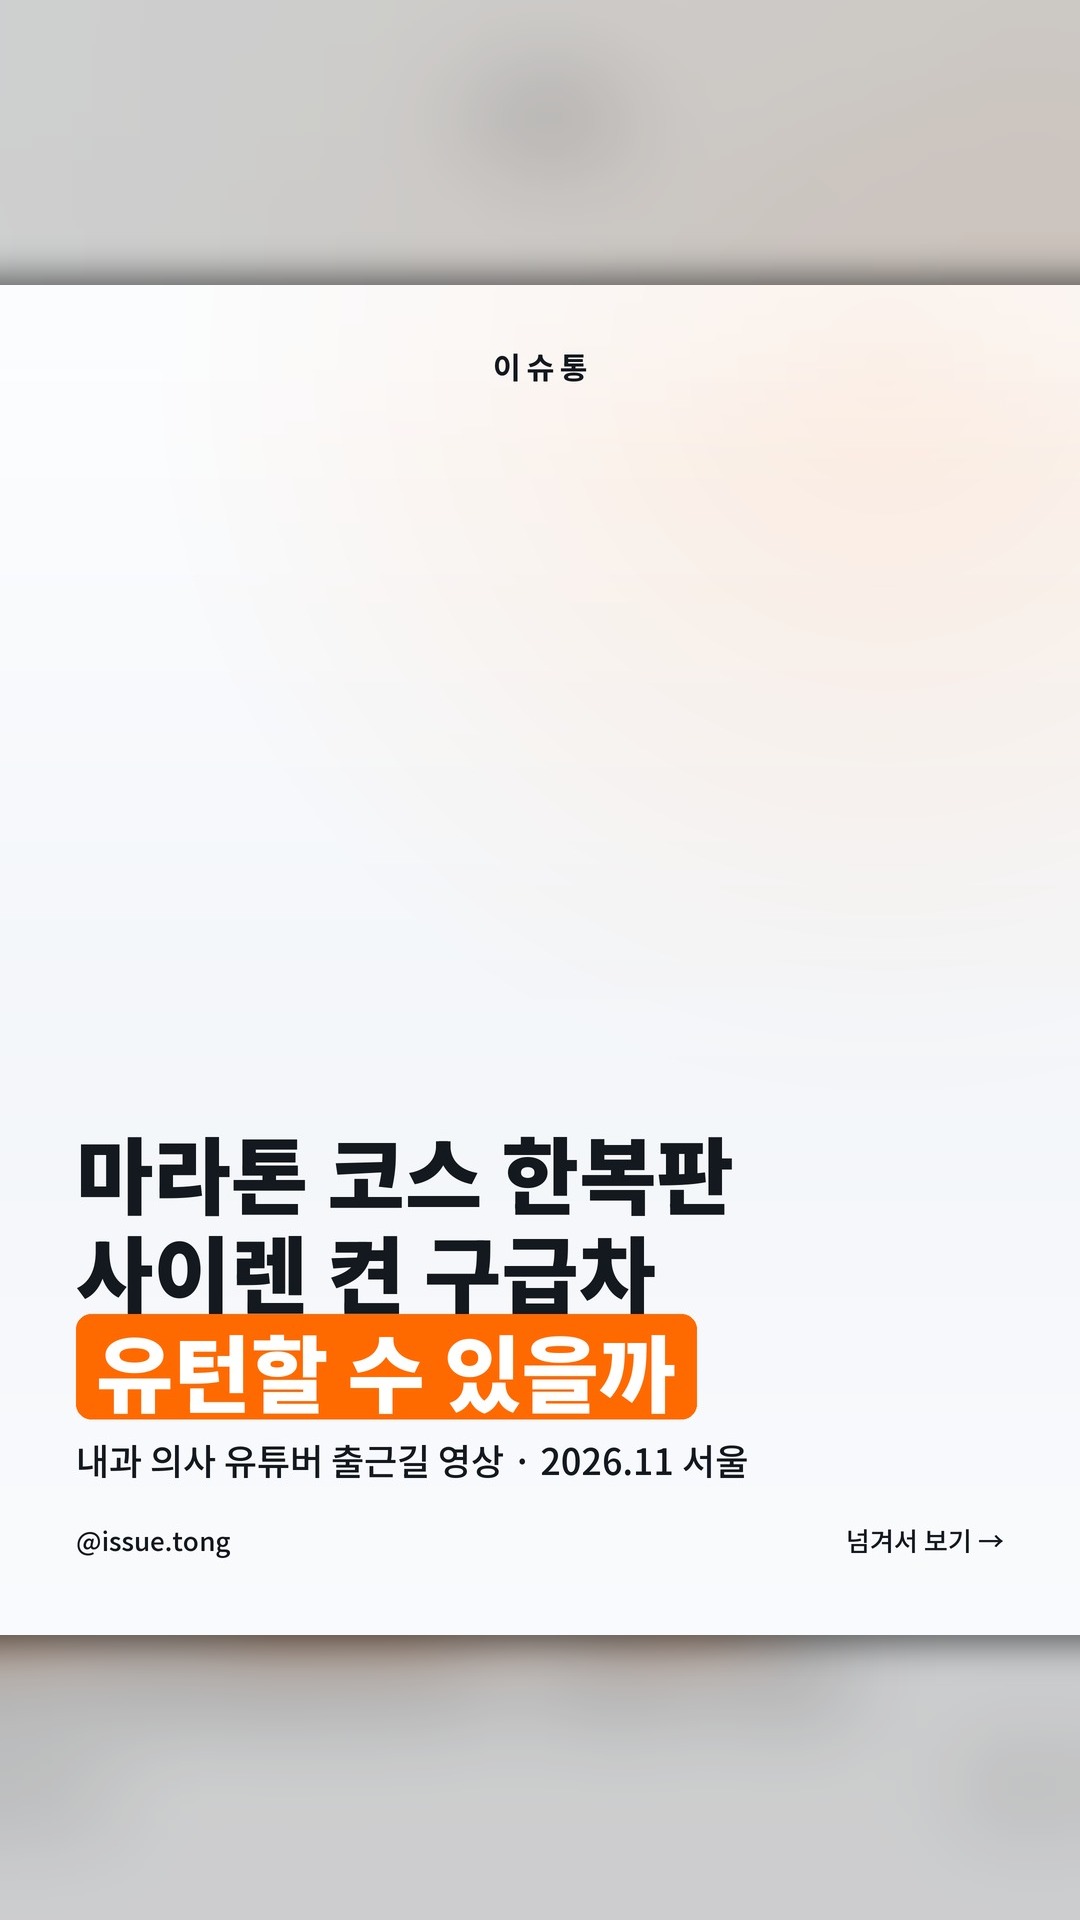 이슈통
마라톤 코스 한복판
사이렌 켠 구급차
유턴할 수 있을까
내과 의사 유튜버 출근길 영상 · 2026.11 서울
@issue.tong
넘겨서 보기 →